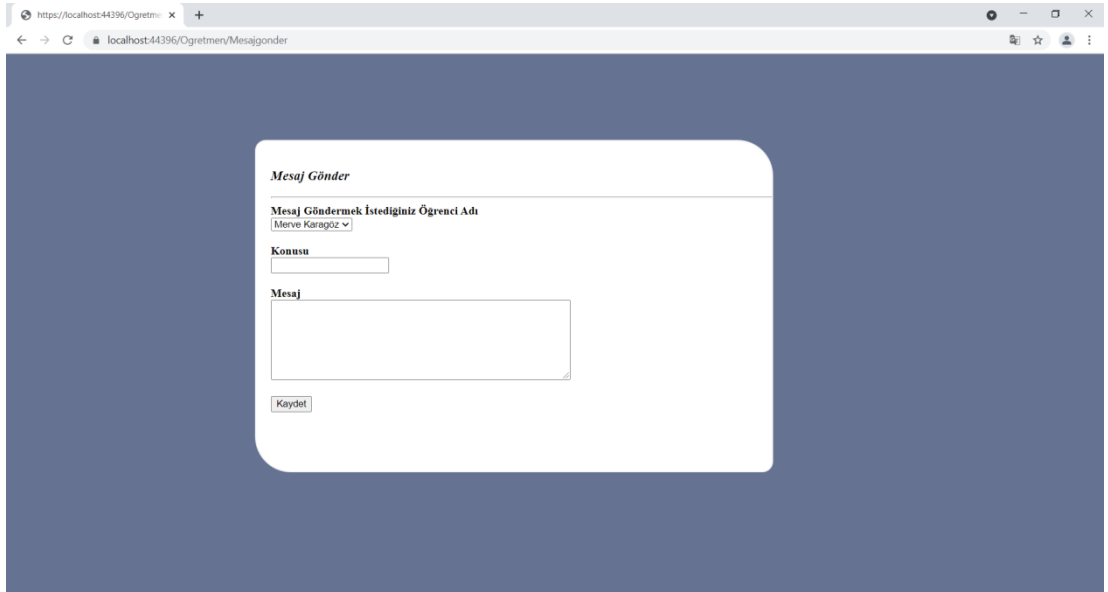 https://localhost:44396/Ogretme
localhost:44396/Ogretmen/Mesajgonder
Mesaj Gönder
Mesaj Göndermek İstediğiniz Öğrenci Adı
Merve Karagöz
Konusu
Mesaj
Kaydet